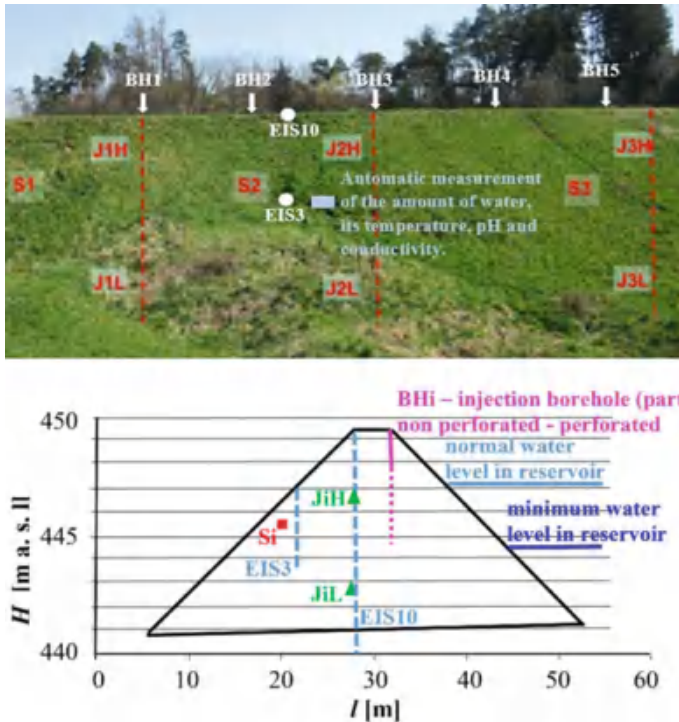 BH1 BH2 BH3 BH4 BH5
EIS10
J1H J2H J3H
S1 S2 S3
Automatic measurement
of the amount of water,
its temperature, pH and
conductivity.
EIS3
J1L J2L J3L
BHi – injection borehole (part
non perforated - perforated
normal water
level in reservoir
minimum water
level in reservoir
JiH
Si
EIS3
JiL
EIS10
H [m a. s. l]
450
445
440
0 10 20 30 40 50 60
l [m]